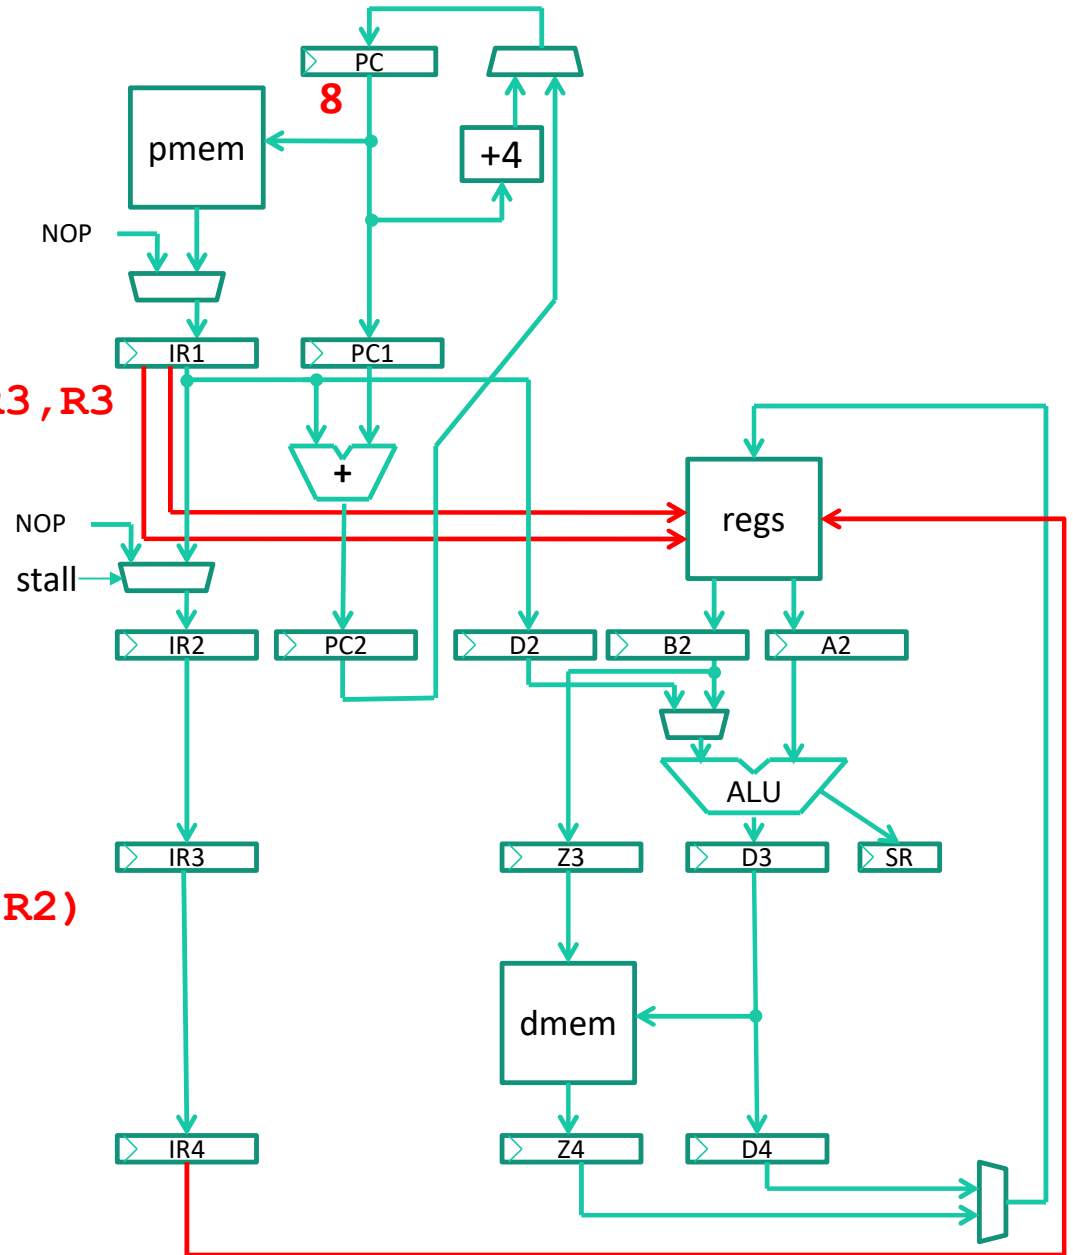 PC
8
pmem
+4
NOP
IR1
PC1
R3,R3
+
regs
NOP
stall
IR2
PC2
D2
B2
A2
ALU
IR3
Z3
D3
SR
R2)
dmem
IR4
Z4
D4